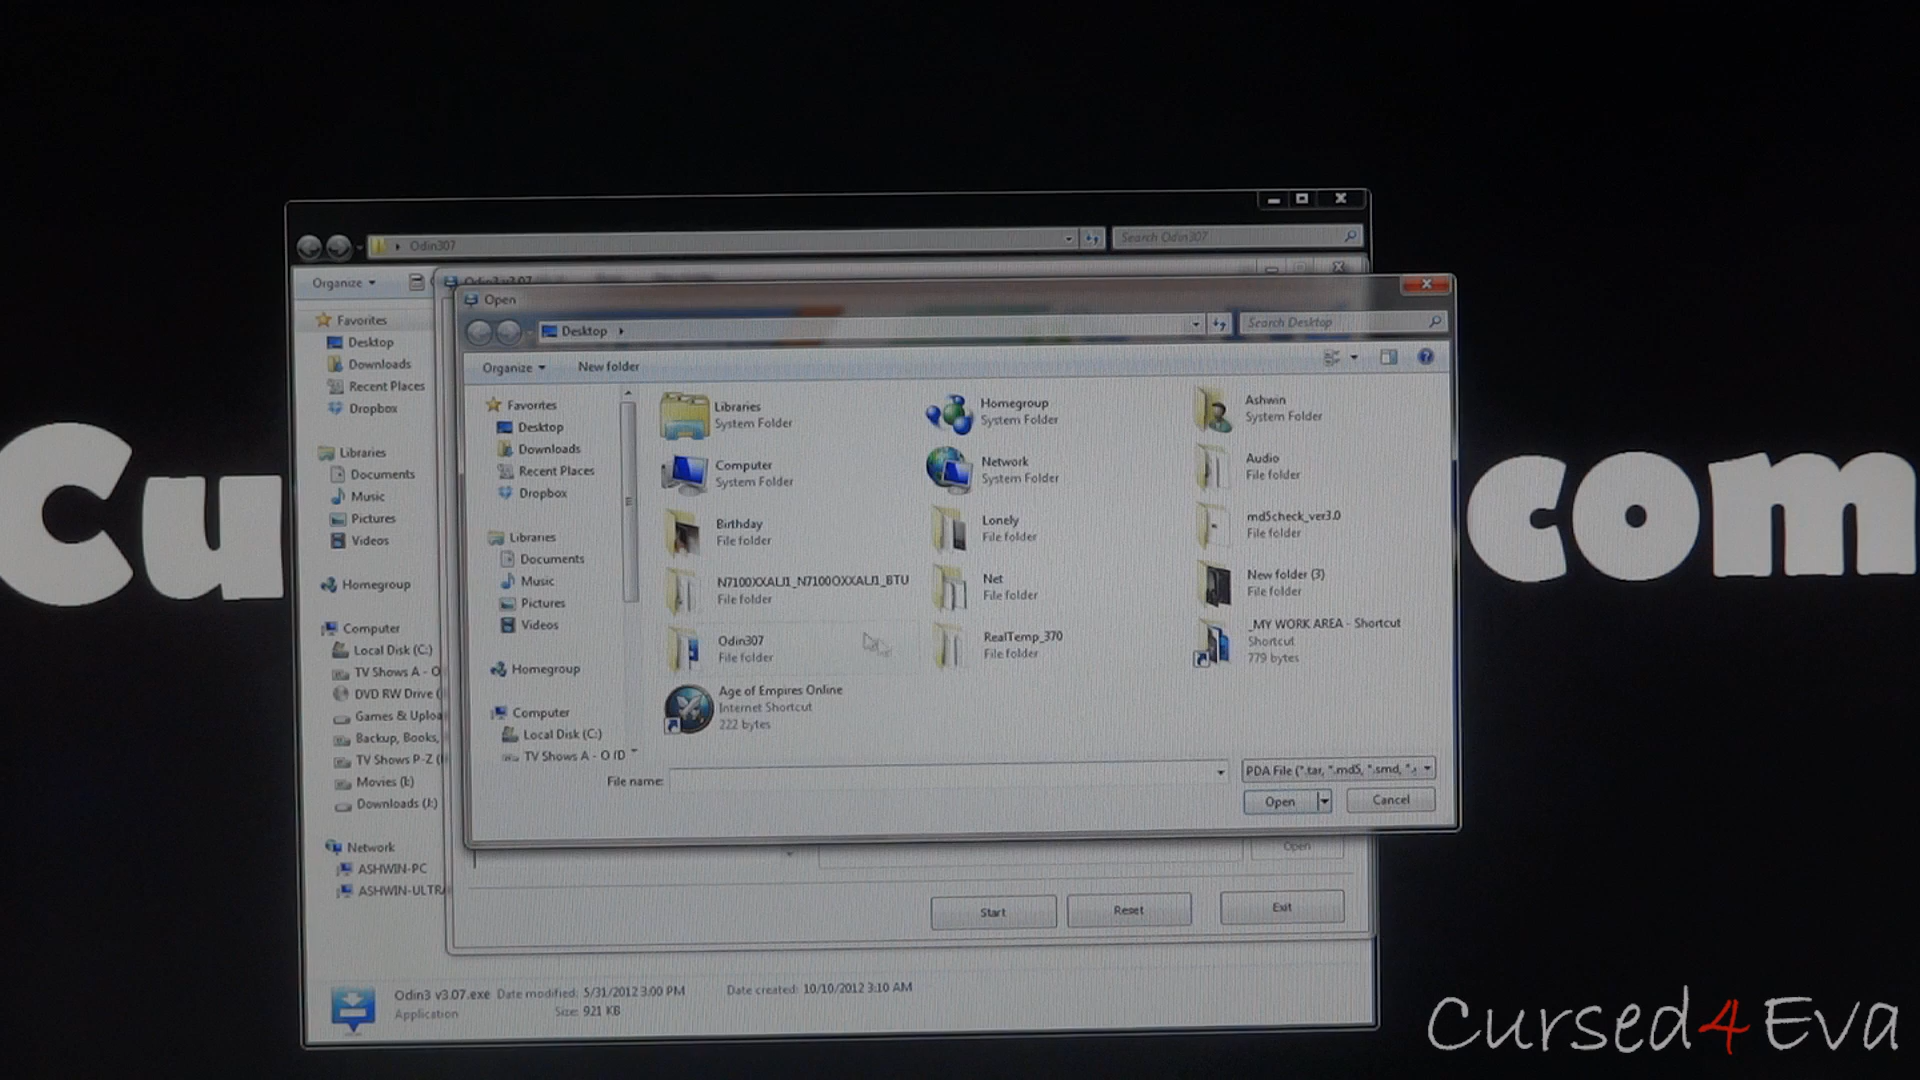 Cu
com
Odin307
Search Odin307
Organize
Odin3 v3.07
Favorites
Desktop
Downloads
Recent Places
Dropbox
Libraries
Documents
Music
Pictures
Videos
Homegroup
Computer
Local Disk (C:)
TV Shows A - O
DVD RW Drive (
Games & Uploa
Backup, Books,
TV Shows P-Z (
Movies (I:)
Downloads (J:)
Network
ASHWIN-PC
ASHWIN-ULTRA
Open
Desktop
Search Desktop
Organize
New folder
Favorites
Desktop
Downloads
Recent Places
Dropbox
Libraries
Documents
Music
Pictures
Videos
Homegroup
Computer
Local Disk (C:)
TV Shows A - O (D
Libraries
System Folder
Homegroup
System Folder
Ashwin
System Folder
Computer
System Folder
Network
System Folder
Audio
File folder
Birthday
File folder
Lonely
File folder
md5check_ver3.0
File folder
N7100XXALJ1_N7100OXXALJ1_BTU
File folder
Net
File folder
New folder (3)
File folder
Odin307
File folder
RealTemp_370
File folder
_MY WORK AREA - Shortcut
Shortcut
779 bytes
Age of Empires Online
Internet Shortcut
222 bytes
File name:
PDA File (*.tar, *.md5, *.smd, *.
Open
Cancel
Open
Start
Reset
Exit
Odin3 v3.07.exe Date modified: 5/31/2012 3:00 PM Date created: 10/10/2012 3:10 AM
Application Size: 921 KB
Cursed4Eva